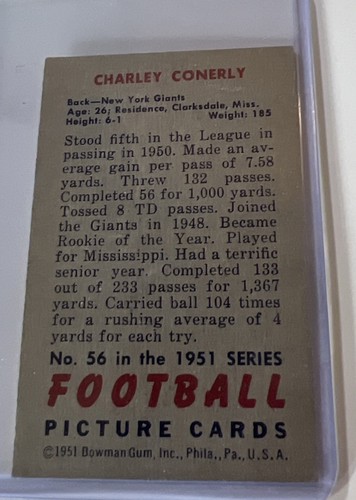 CHARLEY CONERLY
Back—New York Giants
Age: 26; Residence, Clarksdale, Miss.
Height: 6-1 Weight: 185
Stood fifth in the League in
passing in 1950. Made an av-
erage gain per pass of 7.58
yards. Threw 132 passes.
Completed 56 for 1,000 yards.
Tossed 8 TD passes. Joined
the Giants in 1948. Became
Rookie of the Year. Played
for Mississippi. Had a terrific
senior year. Completed 133
out of 233 passes for 1,367
yards. Carried ball 104 times
for a rushing average of 4
yards for each try.
No. 56 in the 1951 SERIES
FOOTBALL
PICTURE CARDS
©1951 Bowman Gum, Inc., Phila., Pa., U.S.A.